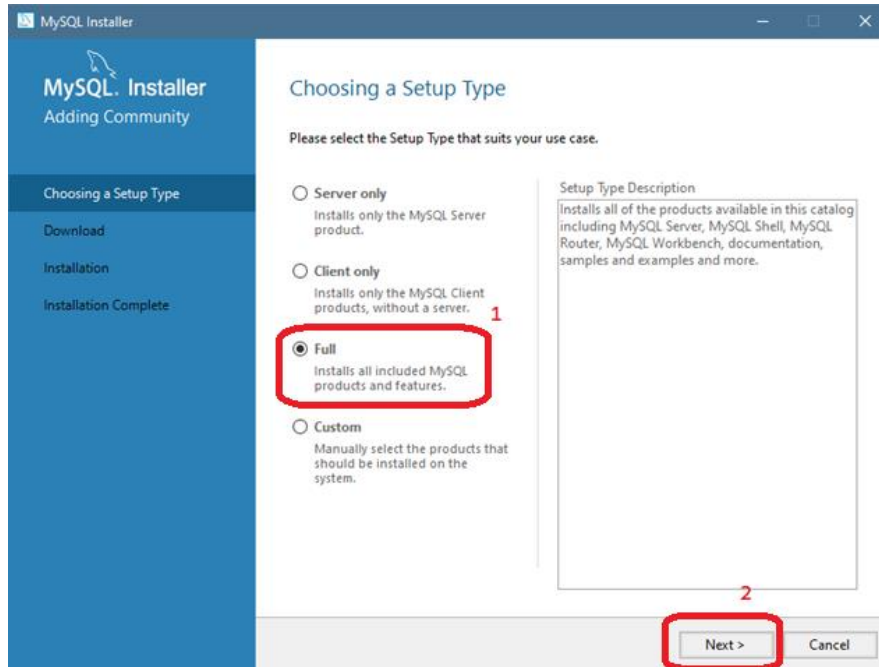 MySQL Installer
MySQL. Installer
Adding Community
Choosing a Setup Type
Download
Installation
Installation Complete
Choosing a Setup Type
Please select the Setup Type that suits your use case.
Server only
Installs only the MySQL Server
product.
Client only
Installs only the MySQL Client
products, without a server.
1
Full
Installs all included MySQL
products and features.
Custom
Manually select the products that
should be installed on the
system.
Setup Type Description
Installs all of the products available in this catalog
including MySQL Server, MySQL Shell, MySQL
Router, MySQL Workbench, documentation,
samples and examples and more.
2
Next >
Cancel